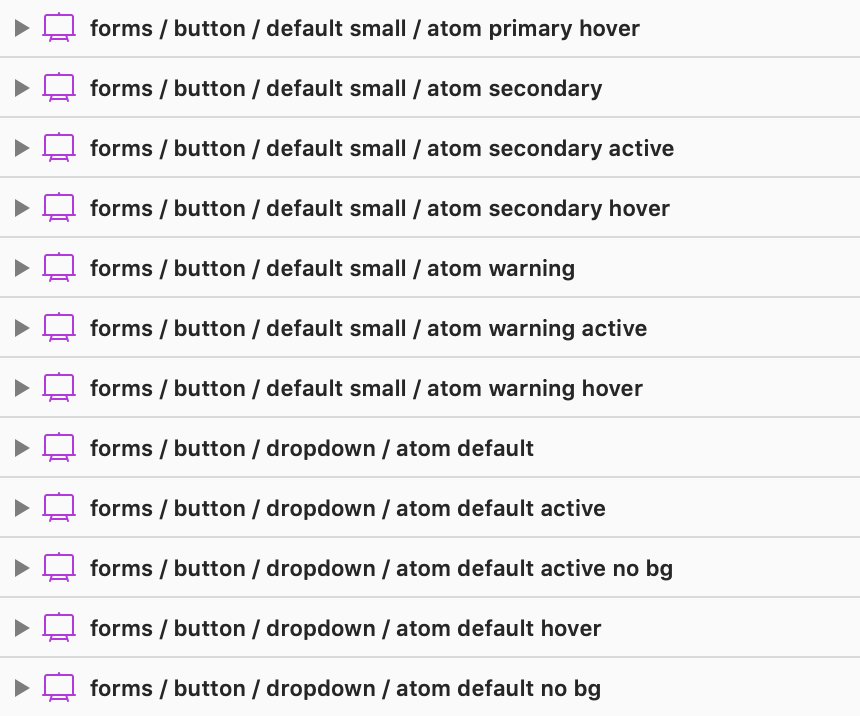 forms / button / default small / atom primary hover
forms / button / default small / atom secondary
forms / button / default small / atom secondary active
forms / button / default small / atom secondary hover
forms / button / default small / atom warning
forms / button / default small / atom warning active
forms / button / default small / atom warning hover
forms / button / dropdown / atom default
forms / button / dropdown / atom default active
forms / button / dropdown / atom default active no bg
forms / button / dropdown / atom default hover
forms / button / dropdown / atom default no bg